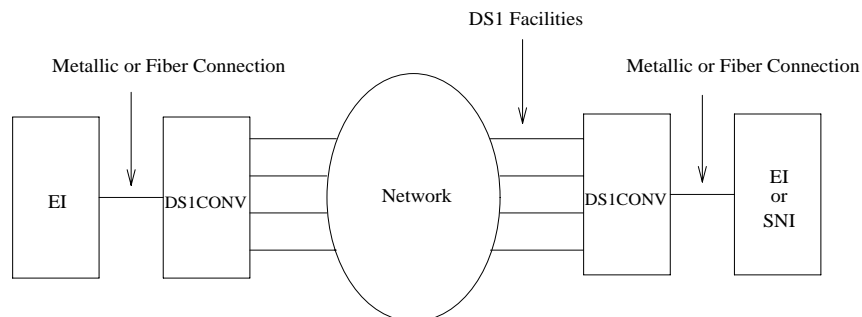 DS1 Facilities
Metallic or Fiber Connection
Metallic or Fiber Connection
EI
DS1CONV
Network
DS1CONV
EI
or
SNI